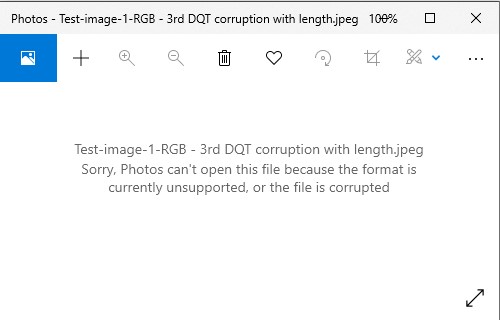 Photos - Test-image-1-RGB - 3rd DQT corruption with length.jpeg 100%
Test-image-1-RGB - 3rd DQT corruption with length.jpeg
Sorry, Photos can't open this file because the format is
currently unsupported, or the file is corrupted